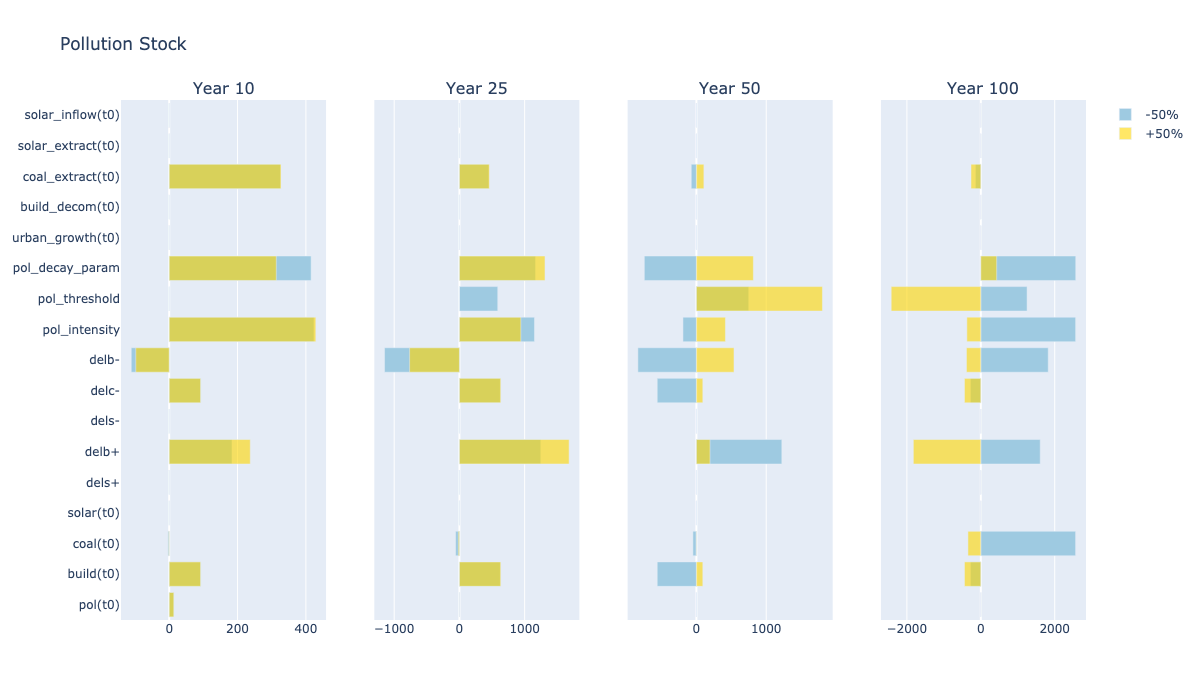 Pollution Stock
Year 10
Year 25
Year 50
Year 100
-50%
+50%
solar_inflow(t0)
solar_extract(t0)
coal_extract(t0)
build_decom(t0)
urban_growth(t0)
pol_decay_param
pol_threshold
pol_intensity
delb-
delc-
dels-
delb+
dels+
solar(t0)
coal(t0)
build(t0)
pol(t0)
0 200 400
−1000 0 1000
0 1000
−2000 0 2000